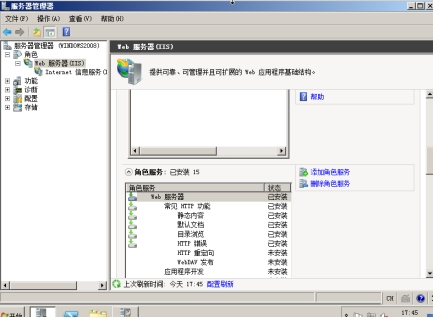 服务器管理器
文件(F) 操作(A) 查看(V) 帮助(H)
服务器管理器 (WINDOWS2008)
角色
Web 服务器(IIS)
Internet 信息服务(I
功能
诊断
配置
存储
Web 服务器(IIS)
提供可靠、可管理并且可扩展的 Web 应用程序基础结构。
帮助
角色服务: 已安装 15
添加角色服务
删除角色服务
角色服务 状态
Web 服务器 已安装
常见 HTTP 功能 已安装
静态内容 已安装
默认文档 已安装
目录浏览 已安装
HTTP 错误 已安装
HTTP 重定向 未安装
WebDAV 发布 未安装
应用程序开发 已安装
上次刷新时间: 今天 17:45 配置刷新
CH
开始
17:45